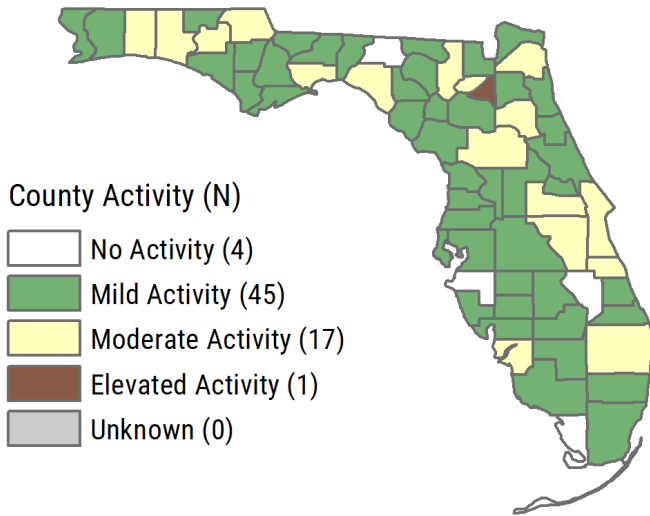 County Activity (N)
No Activity (4)
Mild Activity (45)
Moderate Activity (17)
Elevated Activity (1)
Unknown (0)